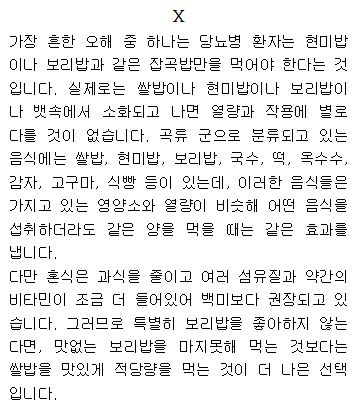 X
가장 흔한 오해 중 하나는 당뇨병 환자는 현미밥
이나 보리밥과 같은 잡곡밥만을 먹어야 한다는 것
입니다. 실제로는 쌀밥이나 현미밥이나 보리밥이
나 뱃속에서 소화되고 나면 열량과 작용에 별로
다를 것이 없습니다. 곡류 군으로 분류되고 있는
음식에는 쌀밥, 현미밥, 보리밥, 국수, 떡, 옥수수,
감자, 고구마, 식빵 등이 있는데, 이러한 음식들은
가지고 있는 영양소와 열량이 비슷해 어떤 음식을
섭취하더라도 같은 양을 먹을 때는 같은 효과를
냅니다.
다만 혼식은 과식을 줄이고 여러 섬유질과 약간의
비타민이 조금 더 들어있어 백미보다 권장되고 있
습니다. 그러므로 특별히 보리밥을 좋아하지 않는
다면, 맛없는 보리밥을 마지못해 먹는 것보다는
쌀밥을 맛있게 적당량을 먹는 것이 더 나은 선택
입니다.